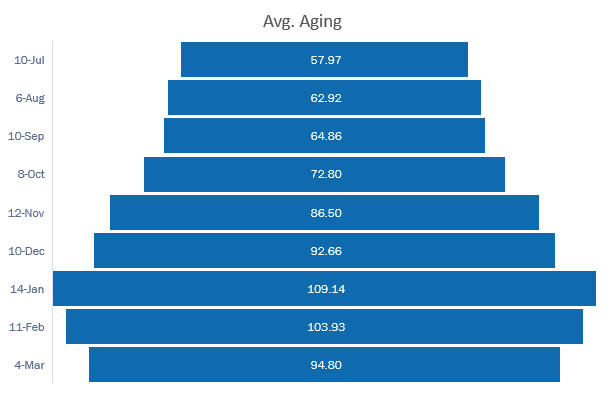 Avg. Aging
10-Jul 57.97
6-Aug 62.92
10-Sep 64.86
8-Oct 72.80
12-Nov 86.50
10-Dec 92.66
14-Jan 109.14
11-Feb 103.93
4-Mar 94.80